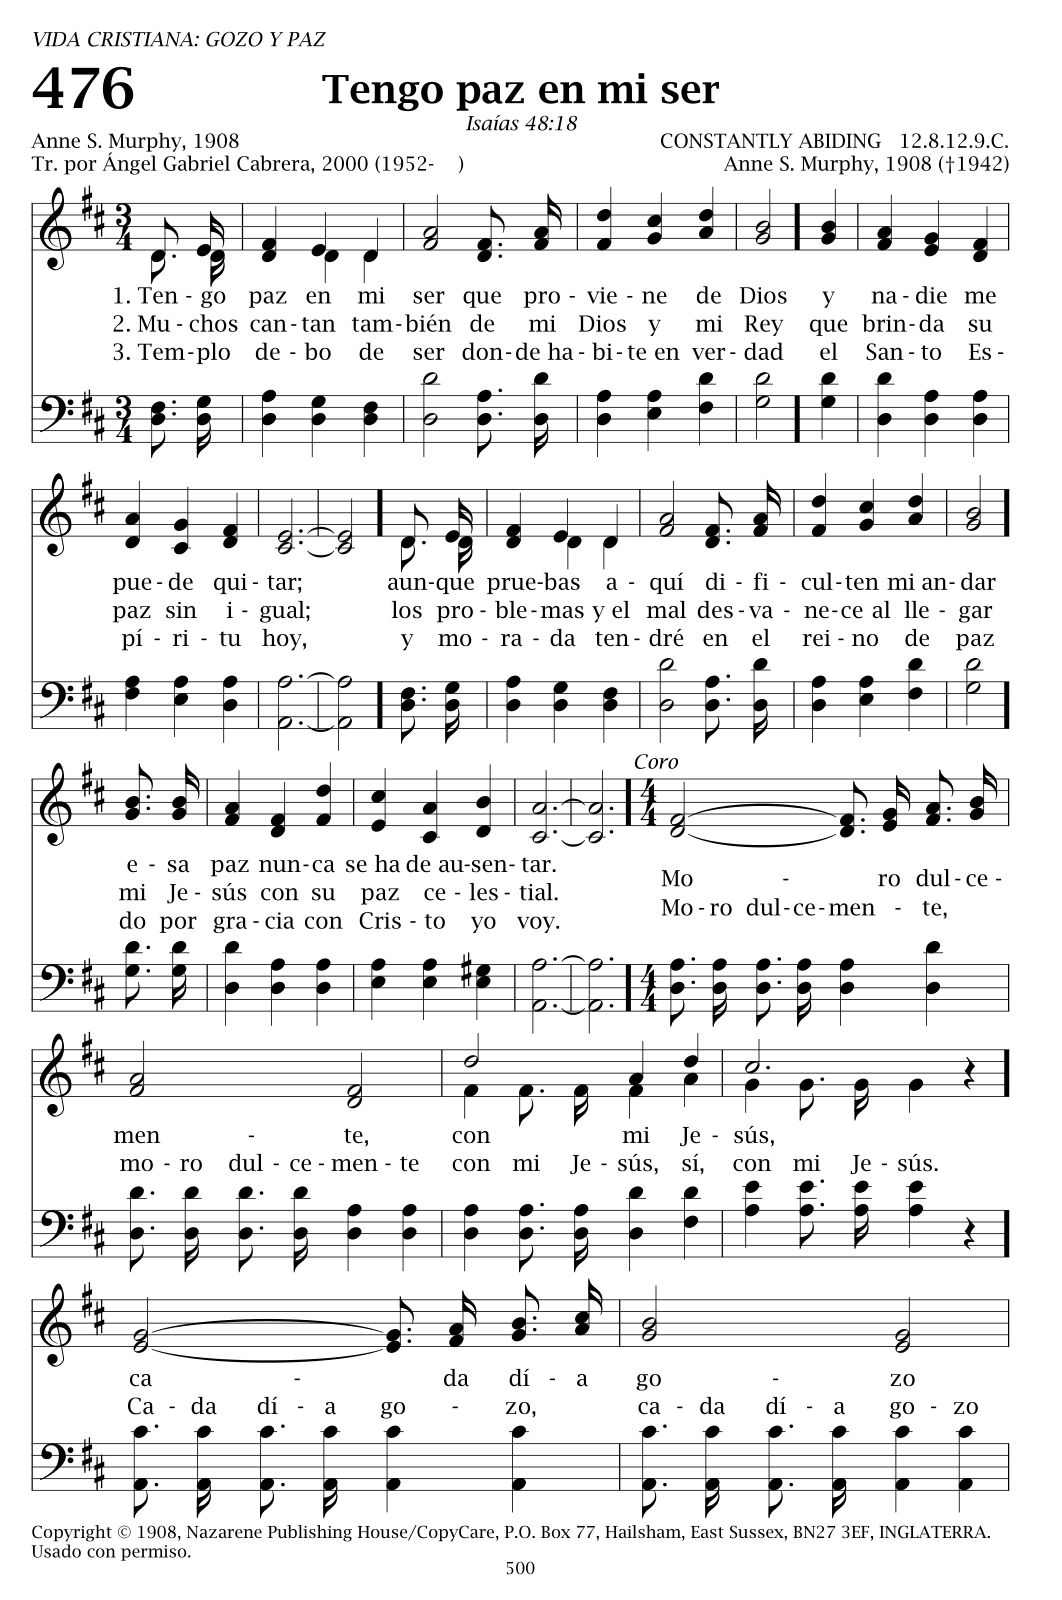 VIDA CRISTIANA: GOZO Y PAZ
476
Tengo paz en mi ser
Isaías 48:18
Anne S. Murphy, 1908
CONSTANTLY ABIDING 12.8.12.9.C.
Tr. por Ángel Gabriel Cabrera, 2000 (1952- )
Anne S. Murphy, 1908 (†1942)
1. Ten - go paz en mi ser que pro - vie - ne de Dios y na - die me
2. Mu - chos can - tan tam - bién de mi Dios y mi Rey que brin - da su
3. Tem - plo de - bo de ser don - de ha - bi - te en ver - dad el San - to Es -
pue - de qui - tar; aun - que prue - bas a - quí di - fi - cul - ten mi an - dar
paz sin i - gual; los pro - ble - mas y el mal des - va - ne - ce al lle - gar
pí - ri - tu hoy, y mo - ra - da ten - dré en el rei - no de paz
Coro
e - sa paz nun - ca se ha de au - sen - tar. Mo - ro dul - ce -
mi Je - sús con su paz ce - les - tial. Mo - ro dul - ce - men - te,
do por gra - cia con Cris - to yo voy.
men - te, con mi Je - sús,
mo - ro dul - ce - men - te con mi Je - sús, sí, con mi Je - sús.
ca - da dí - a go - zo
Ca - da dí - a go - zo, ca - da dí - a go - zo
Copyright © 1908, Nazarene Publishing House/CopyCare, P.O. Box 77, Hailsham, East Sussex, BN27 3EF, INGLATERRA.
Usado con permiso.
500